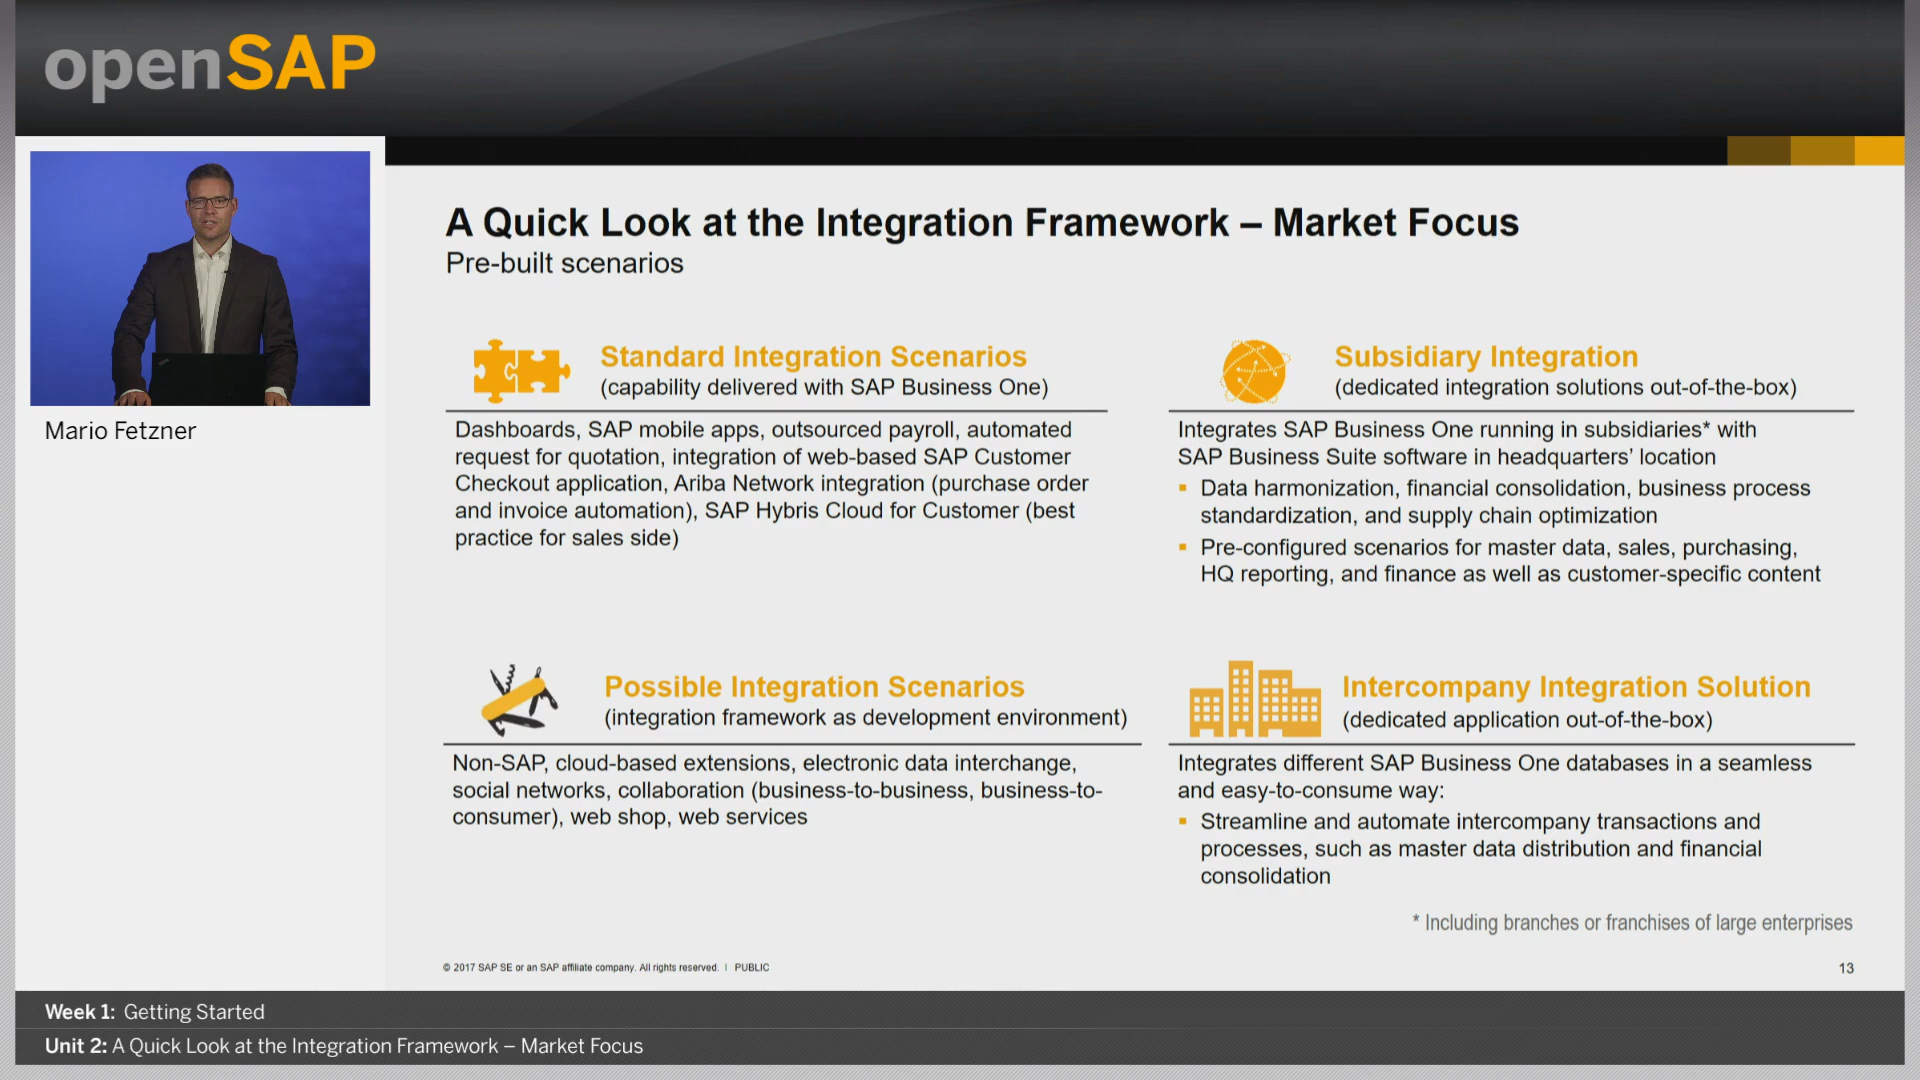 openSAP
Mario Fetzner
A Quick Look at the Integration Framework – Market Focus
Pre-built scenarios
Standard Integration Scenarios
(capability delivered with SAP Business One)
Dashboards, SAP mobile apps, outsourced payroll, automated
request for quotation, integration of web-based SAP Customer
Checkout application, Ariba Network integration (purchase order
and invoice automation), SAP Hybris Cloud for Customer (best
practice for sales side)
Subsidiary Integration
(dedicated integration solutions out-of-the-box)
Integrates SAP Business One running in subsidiaries* with
SAP Business Suite software in headquarters’ location
▪ Data harmonization, financial consolidation, business process
standardization, and supply chain optimization
▪ Pre-configured scenarios for master data, sales, purchasing,
HQ reporting, and finance as well as customer-specific content
Possible Integration Scenarios
(integration framework as development environment)
Non-SAP, cloud-based extensions, electronic data interchange,
social networks, collaboration (business-to-business, business-to-
consumer), web shop, web services
Intercompany Integration Solution
(dedicated application out-of-the-box)
Integrates different SAP Business One databases in a seamless
and easy-to-consume way:
▪ Streamline and automate intercompany transactions and
processes, such as master data distribution and financial
consolidation
* Including branches or franchises of large enterprises
© 2017 SAP SE or an SAP affiliate company. All rights reserved. | PUBLIC
13
Week 1: Getting Started
Unit 2: A Quick Look at the Integration Framework – Market Focus